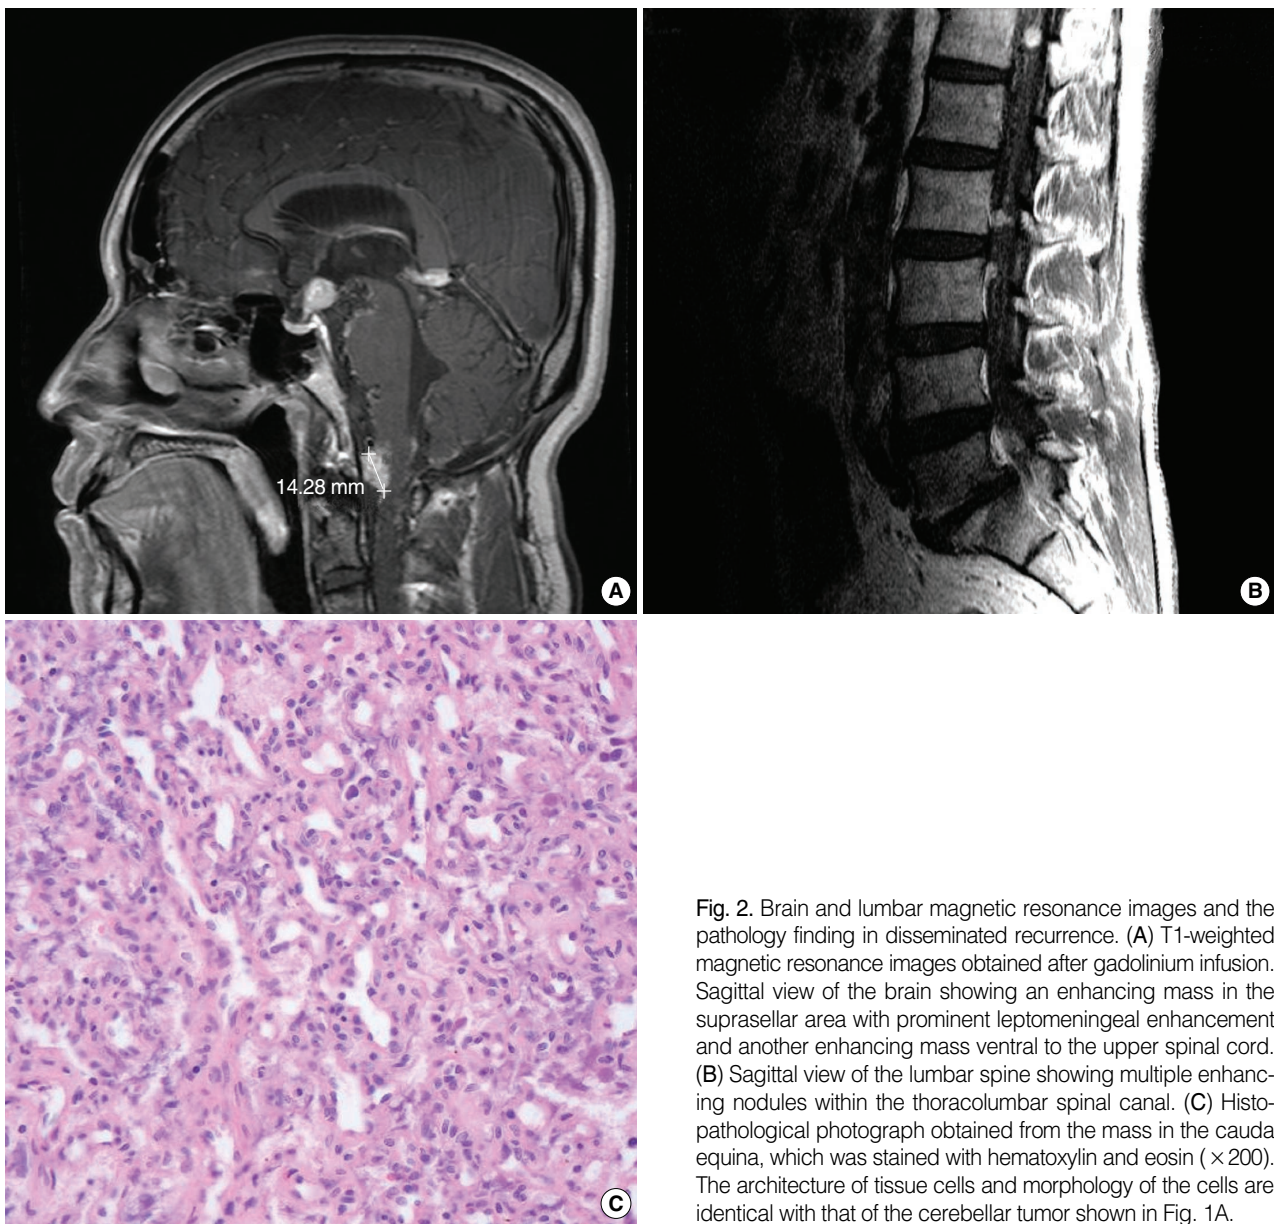 14.28 mm
A
B
C
Fig. 2. Brain and lumbar magnetic resonance images and the
pathology finding in disseminated recurrence. (A) T1-weighted
magnetic resonance images obtained after gadolinium infusion.
Sagittal view of the brain showing an enhancing mass in the
suprasellar area with prominent leptomeningeal enhancement
and another enhancing mass ventral to the upper spinal cord.
(B) Sagittal view of the lumbar spine showing multiple enhanc-
ing nodules within the thoracolumbar spinal canal. (C) Histo-
pathological photograph obtained from the mass in the cauda
equina, which was stained with hematoxylin and eosin (×200).
The architecture of tissue cells and morphology of the cells are
identical with that of the cerebellar tumor shown in Fig. 1A.